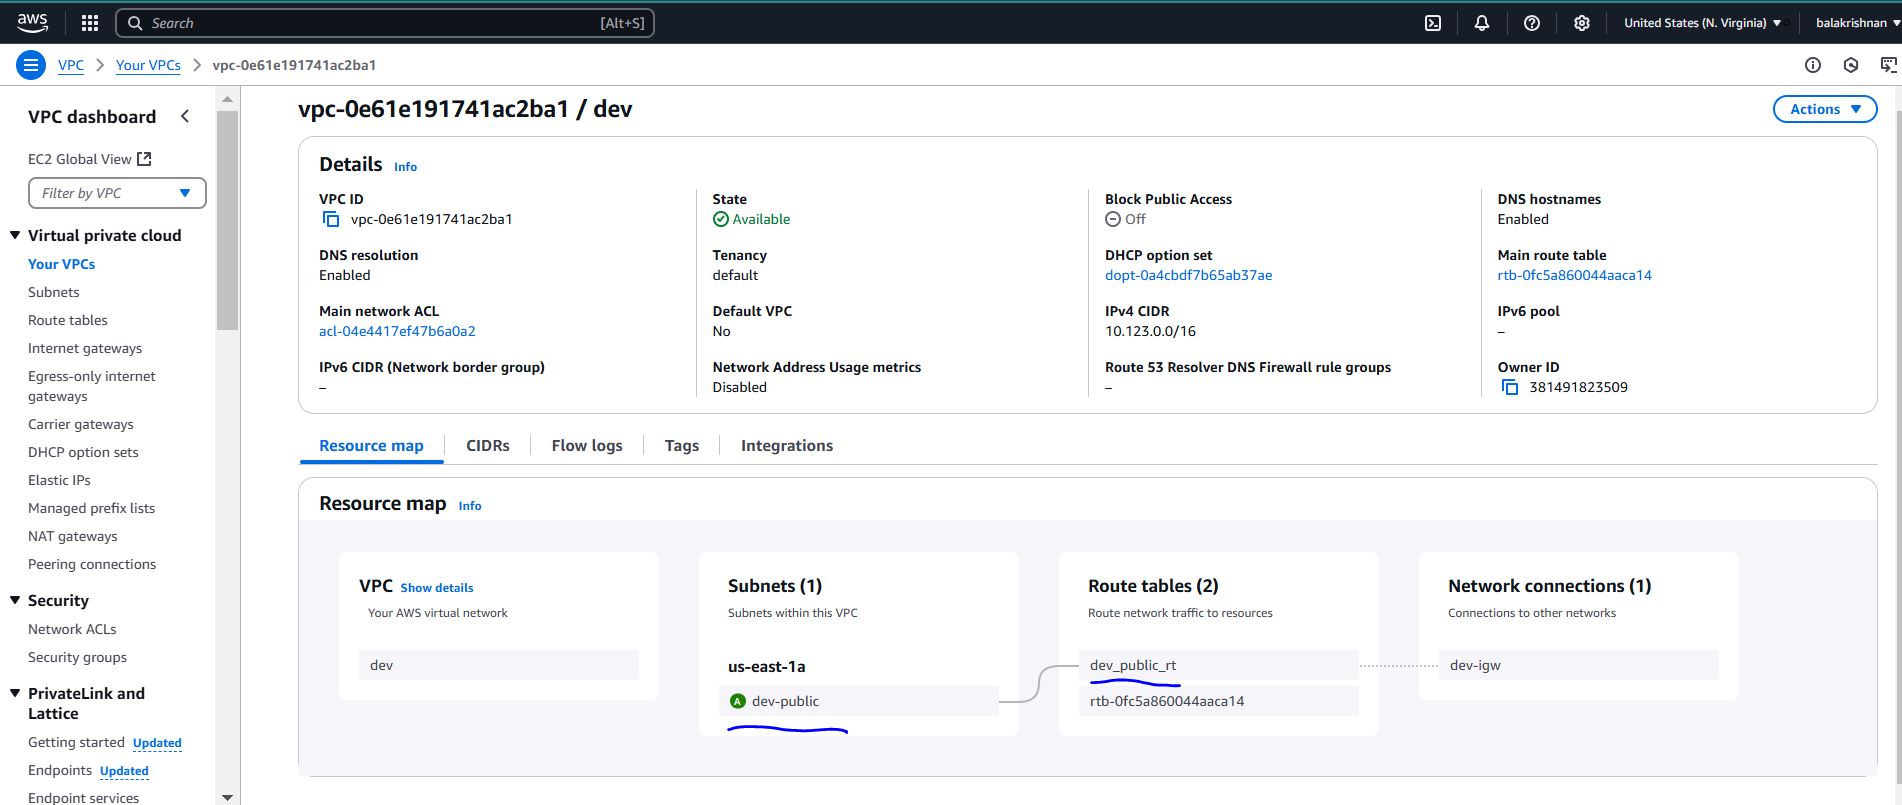 aws
Search
[Alt+S]
United States (N. Virginia)
balakrishnan
VPC
Your VPCs
vpc-0e61e191741ac2ba1
VPC dashboard
EC2 Global View
Filter by VPC
Virtual private cloud
Your VPCs
Subnets
Route tables
Internet gateways
Egress-only internet
gateways
Carrier gateways
DHCP option sets
Elastic IPs
Managed prefix lists
NAT gateways
Peering connections
Security
Network ACLs
Security groups
PrivateLink and
Lattice
Getting started Updated
Endpoints Updated
Endpoint services
vpc-0e61e191741ac2ba1 / dev
Actions
Details Info
VPC ID
vpc-0e61e191741ac2ba1
State
Available
Block Public Access
Off
DNS hostnames
Enabled
DNS resolution
Enabled
Tenancy
default
DHCP option set
dopt-0a4cbdf7b65ab37ae
Main route table
rtb-0fc5a860044aaca14
Main network ACL
acl-04e4417ef47b6a0a2
Default VPC
No
IPv4 CIDR
10.123.0.0/16
IPv6 pool
–
IPv6 CIDR (Network border group)
–
Network Address Usage metrics
Disabled
Route 53 Resolver DNS Firewall rule groups
–
Owner ID
381491823509
Resource map
CIDRs
Flow logs
Tags
Integrations
Resource map Info
VPC Show details
Your AWS virtual network
dev
Subnets (1)
Subnets within this VPC
us-east-1a
A dev-public
Route tables (2)
Route network traffic to resources
dev_public_rt
rtb-0fc5a860044aaca14
Network connections (1)
Connections to other networks
dev-igw